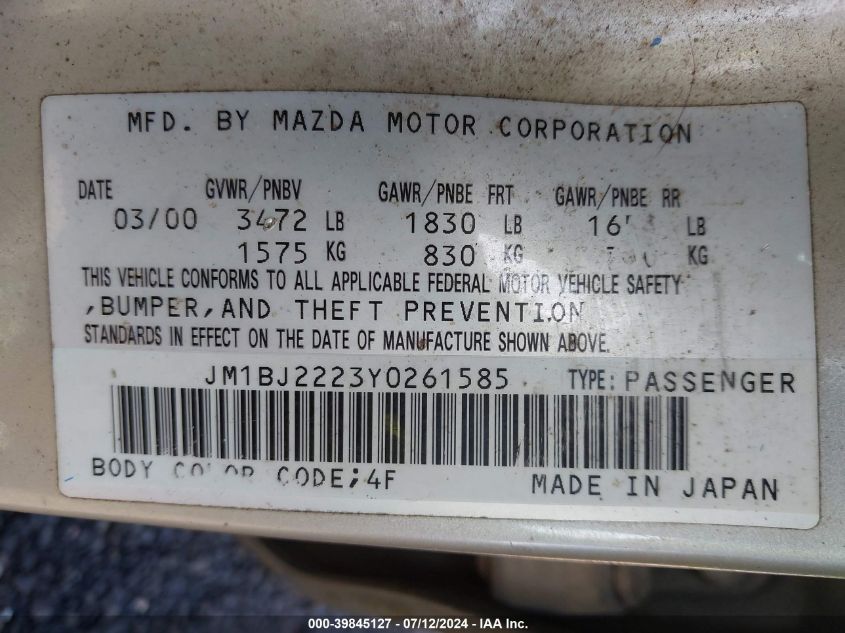 MFD. BY MAZDA MOTOR CORPORATION
DATE GVWR/PNBV GAWR/PNBE FRT GAWR/PNBE RR
03/00 3472 LB 1830 LB LB
1575 KG 830 KG KG
THIS VEHICLE CONFORMS TO ALL APPLICABLE FEDERAL MOTOR VEHICLE SAFETY
,BUMPER,AND THEFT PREVENTION
STANDARDS IN EFFECT ON THE DATE OF MANUFACTURE SHOWN ABOVE.
JM1BJ2223Y0261585 TYPE: PASSENGER
BODY COLOR CODE;4F MADE IN JAPAN
000-39845127 - 07/12/2024 - IAA Inc.